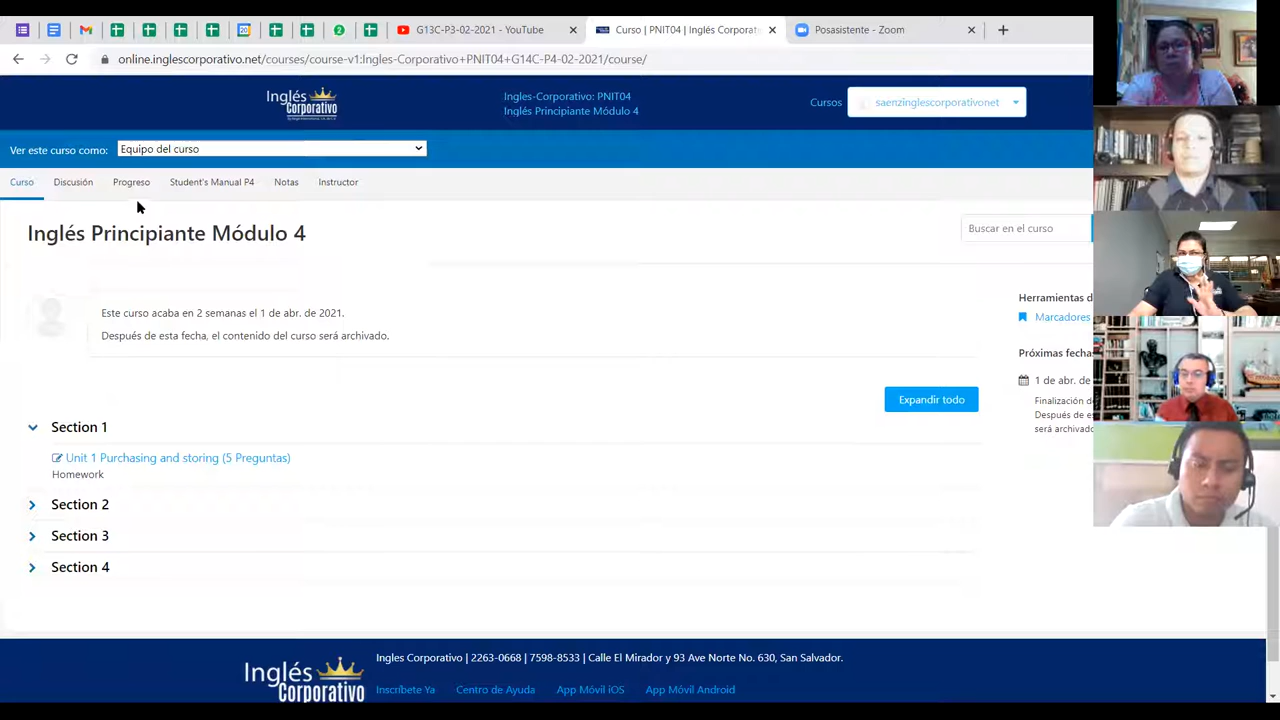 G13C-P3-02-2021 - YouTube
Curso | PNIT04 | Inglés Corporati
Posasistente - Zoom
online.inglescorporativo.net/courses/course-v1:Ingles-Corporativo+PNIT04+G14C-P4-02-2021/course/
Inglés
Corporativo
Ingles-Corporativo: PNIT04
Inglés Principiante Módulo 4
Cursos
saenzinglescorporativonet
Ver este curso como:
Equipo del curso
Curso
Discusión
Progreso
Student's Manual P4
Notas
Instructor
Inglés Principiante Módulo 4
Buscar en el curso
Este curso acaba en 2 semanas el 1 de abr. de 2021.
Después de esta fecha, el contenido del curso será archivado.
Herramientas d
Marcadores
Próximas fecha
1 de abr. de
Finalización d
Después de e
será archivado
Expandir todo
Section 1
Unit 1 Purchasing and storing (5 Preguntas)
Homework
Section 2
Section 3
Section 4
Inglés
Corporativo
Ingles Corporativo | 2263-0668 | 7598-8533 | Calle El Mirador y 93 Ave Norte No. 630, San Salvador.
Inscríbete Ya
Centro de Ayuda
App Móvil iOS
App Móvil Android